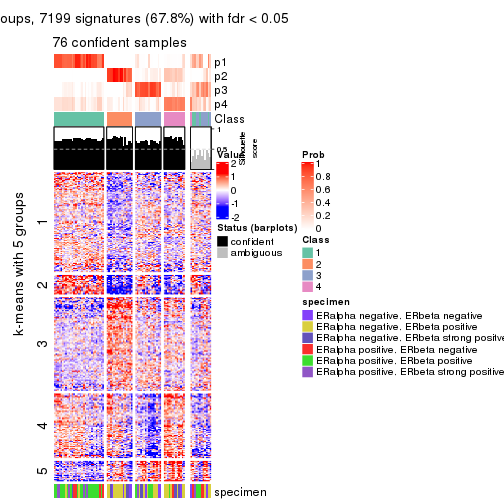 oups, 7199 signatures (67.8%) with fdr < 0.05
76 confident samples
p1
p2
p3
p4
Class
1
0.5
Silhouette
score
Value
2
1
0
-1
-2
Status (barplots)
confident
ambiguous
Prob
1
0.8
0.6
0.4
0.2
0
Class
1
2
3
4
specimen
ERalpha negative. ERbeta negative
ERalpha negative. ERbeta positive
ERalpha negative. ERbeta strong positive
ERalpha positive. ERbeta negative
ERalpha positive. ERbeta positive
ERalpha positive. ERbeta strong positive
k-means with 5 groups
1
2
3
4
5
specimen